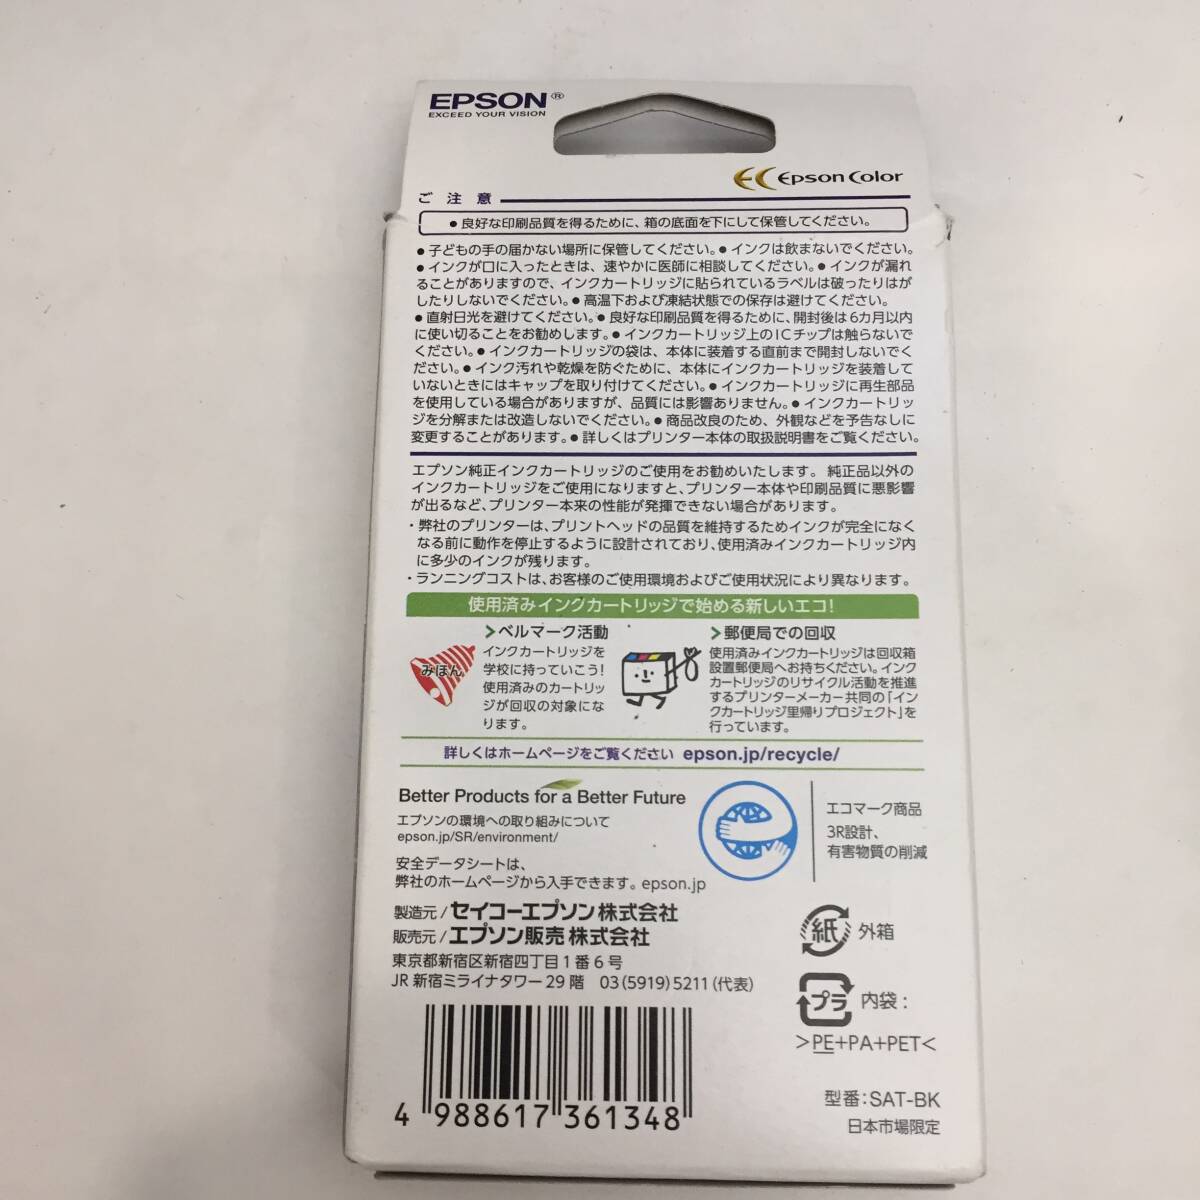 EPSON®
EXCEED YOUR VISION
EC Epson Color
ご注意
●良好な印刷品質を得るために、箱の底面を下にして保管してください。
●子どもの手の届かない場所に保管してください。●インクは飲まないでください。
●インクが口に入ったときは、速やかに医師に相談してください。●インクが漏れ
ることがありますので、インクカートリッジに貼られているラベルは破ったりはが
したりしないでください。●高温下および凍結状態での保存は避けてください。
●直射日光を避けてください。●良好な印刷品質を得るために、開封後は6カ月以内
に使い切ることをお勧めします。●インクカートリッジ上のICチップは触らないで
ください。●インクカートリッジの袋は、本体に装着する直前まで開封しないでく
ださい。●インク汚れや乾燥を防ぐために、本体にインクカートリッジを装着して
いないときにはキャップを取り付けてください。●インクカートリッジに再生部品
を使用している場合がありますが、品質には影響ありません。●インクカートリッ
ジを分解または改造しないでください。●商品改良のため、外観などを予告なしに
変更することがあります。●詳しくはプリンター本体の取扱説明書をご覧ください。
エプソン純正インクカートリッジのご使用をお勧めいたします。純正品以外の
インクカートリッジをご使用になりますと、プリンター本体や印刷品質に悪影響
が出るなど、プリンター本来の性能が発揮できない場合があります。
・弊社のプリンターは、プリントヘッドの品質を維持するためインクが完全になく
なる前に動作を停止するように設計されており、使用済みインクカートリッジ内
に多少のインクが残ります。
・ランニングコストは、お客様のご使用環境およびご使用状況により異なります。
使用済みインクカートリッジで始める新しいエコ!
>ベルマーク活動
みほん
インクカートリッジを
学校に持っていこう!
使用済みのカートリッ
ジが回収の対象にな
ります。
>郵便局での回収
使用済みインクカートリッジは回収箱
設置郵便局へお持ちください。インク
カートリッジのリサイクル活動を推進
するプリンターメーカー共同の「イン
クカートリッジ里帰りプロジェクト」を
行っています。
詳しくはホームページをご覧ください epson.jp/recycle/
Better Products for a Better Future
エプソンの環境への取り組みについて
epson.jp/SR/environment/
エコマーク商品
3R設計、
有害物質の削減
安全データシートは、
弊社のホームページから入手できます。epson.jp
製造元/セイコーエプソン株式会社
販売元/エプソン販売株式会社
東京都新宿区新宿四丁目1番6号
JR新宿ミライナタワー29階 03(5919)5211(代表)
紙 外箱
プラ 内袋:
>PE+PA+PET<
4 988617 361348
型番:SAT-BK
日本市場限定